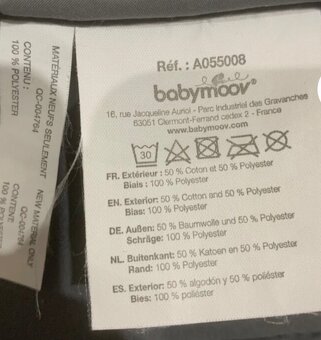 MATÉRIAUX NEUFS SEULEMENT
QC-004764
CONTENU :
100 % POLYESTER
NEW MATERIAL ONLY
QC-004764
CONTENT:
100 % POLYESTER
Réf. : A055008
babymoov
16, rue Jacqueline Auriol - Parc Industriel des Gravanches
63051 Clermont-Ferrand cedex 2 - France
www.babymoov.com
30
FR. Extérieur : 50 % Coton et 50 % Polyester
Biais : 100 % Polyester
EN. Exterior: 50 % Cotton and 50 % Polyester
Bias: 100 % Polyester
DE. Außen: 50 % Baumwolle und 50 % Polyester
Schräge: 100 % Polyester
NL. Buitenkant: 50 % Katoen en 50 % Polyester
Rand: 100 % Polyester
ES. Exterior: 50 % algodón y 50 % poliéster
Bies: 100 % poliéster